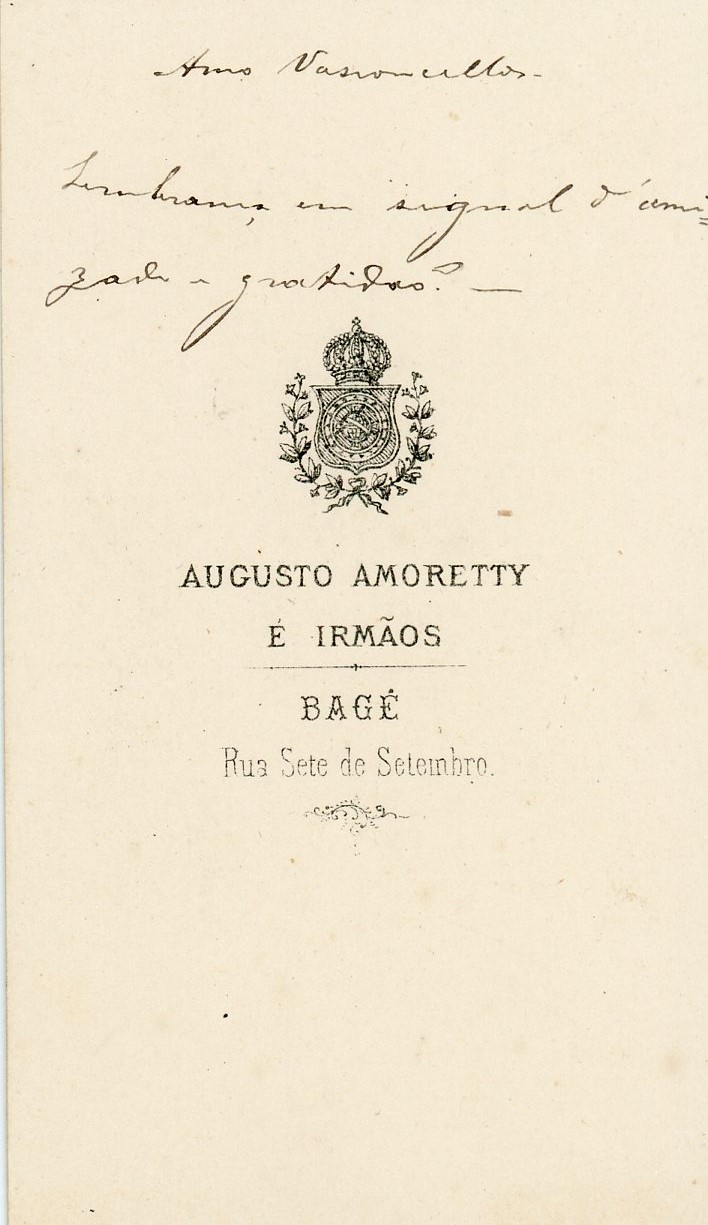 Amo Vasconcellos-
Lembrança em signal d'ami=
zade e gratidão. —
AUGUSTO AMORETTY
É IRMÃOS
BAGÉ
Rua Sete de Setembro.